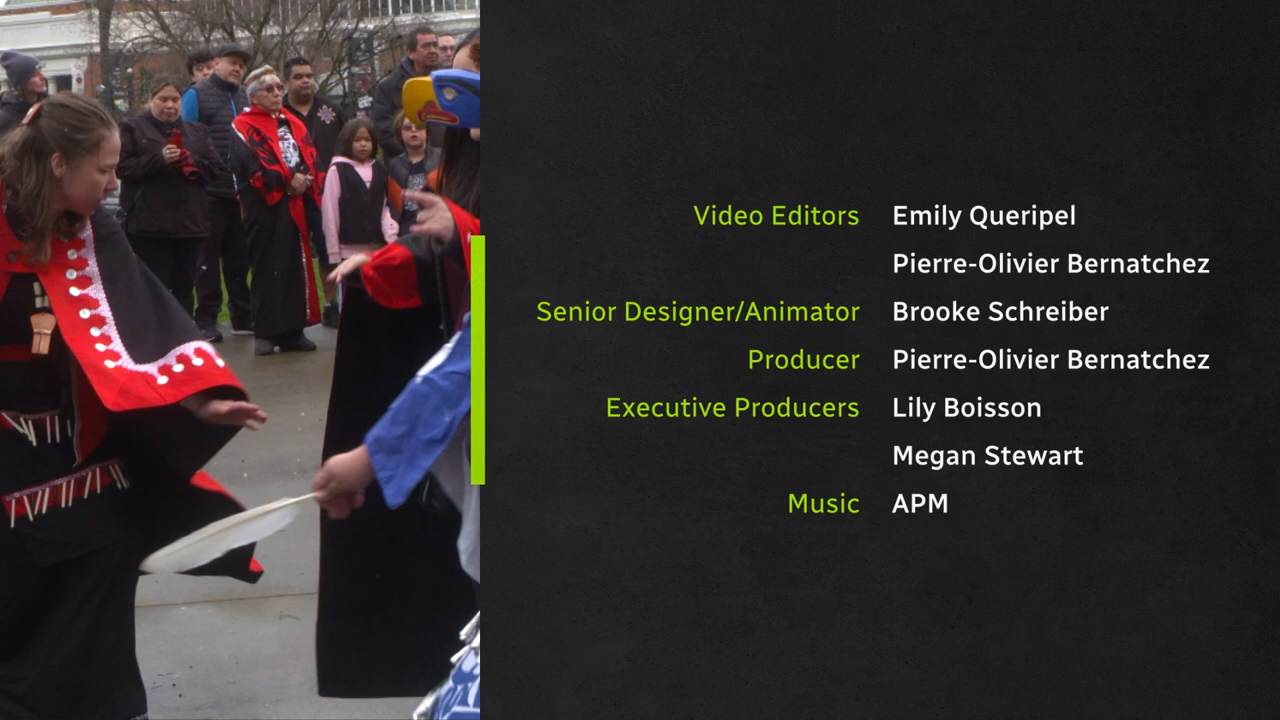 Video Editors Emily Queripel
Pierre-Olivier Bernatchez
Senior Designer/Animator Brooke Schreiber
Producer Pierre-Olivier Bernatchez
Executive Producers Lily Boisson
Megan Stewart
Music APM